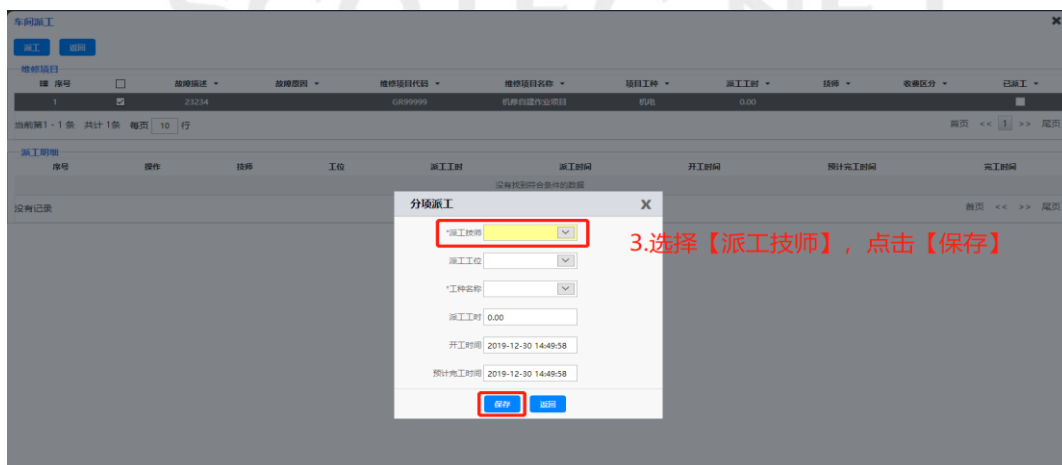 车间派工
派工 返回
维修项目
序号 故障描述 故障原因 维修项目代码 维修项目名称 项目工种 派工工时 技师 收费区分 已派工
1 23234 GR99999 机修自建作业项目 机电 0.00
当前第1 - 1 条 共计 1条 每页 10 行 首页 << 1 >> 尾页
派工明细
序号 操作 技师 工位 派工工时 派工时间 开工时间 预计完工时间 完工时间
没有找到符合条件的数据
没有记录 首页 << >> 尾页
分项派工 X
*派工技师
3.选择【派工技师】,点击【保存】
派工工位
*工种名称
派工工时 0.00
开工时间 2019-12-30 14:49:58
预计完工时间 2019-12-30 14:49:58
保存 返回